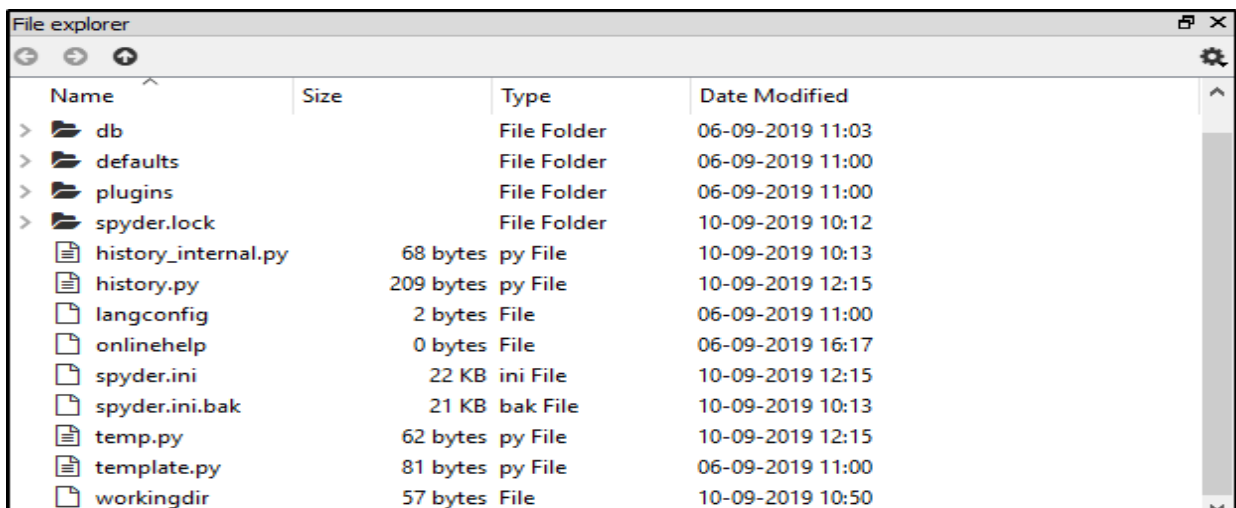 File explorer
Name Size Type Date Modified
db File Folder 06-09-2019 11:03
defaults File Folder 06-09-2019 11:00
plugins File Folder 06-09-2019 11:00
spyder.lock File Folder 10-09-2019 10:12
history_internal.py 68 bytes py File 10-09-2019 10:13
history.py 209 bytes py File 10-09-2019 12:15
langconfig 2 bytes File 06-09-2019 11:00
onlinehelp 0 bytes File 06-09-2019 16:17
spyder.ini 22 KB ini File 10-09-2019 12:15
spyder.ini.bak 21 KB bak File 10-09-2019 10:13
temp.py 62 bytes py File 10-09-2019 12:15
template.py 81 bytes py File 06-09-2019 11:00
workingdir 57 bytes File 10-09-2019 10:50